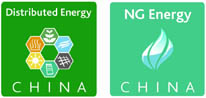 Distributed Energy
CHINA
NG Energy
CHINA